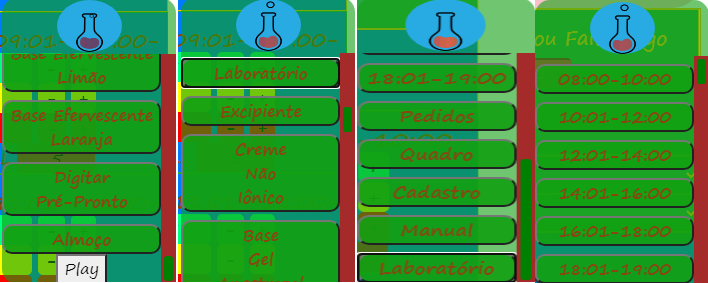 09:01
00-
Base Efervescente
Limão
Base Efervescente
Laranja
Digitar
Pré-Pronto
Almoço
Play
09:01
00-
Laboratório
Excipiente
Creme
Não
Iônico
Base
Gel
18:01-19:00
Pedidos
Quadro
Cadastro
Manual
Laboratório
ou Fa
go
08:00-10:00
10:01-12:00
12:01-14:00
14:01-16:00
16:01-18:00
18:01-19:00